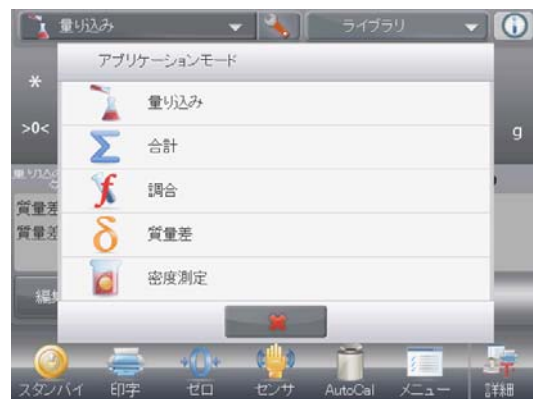 量り込み
ライブラリ
アプリケーションモード
*
量り込み
>0<
g
合計
調合
質量差
質量差
質量差
密度測定
編集
スタンバイ
印字
ゼロ
センサ
AutoCal
メニュー
詳細